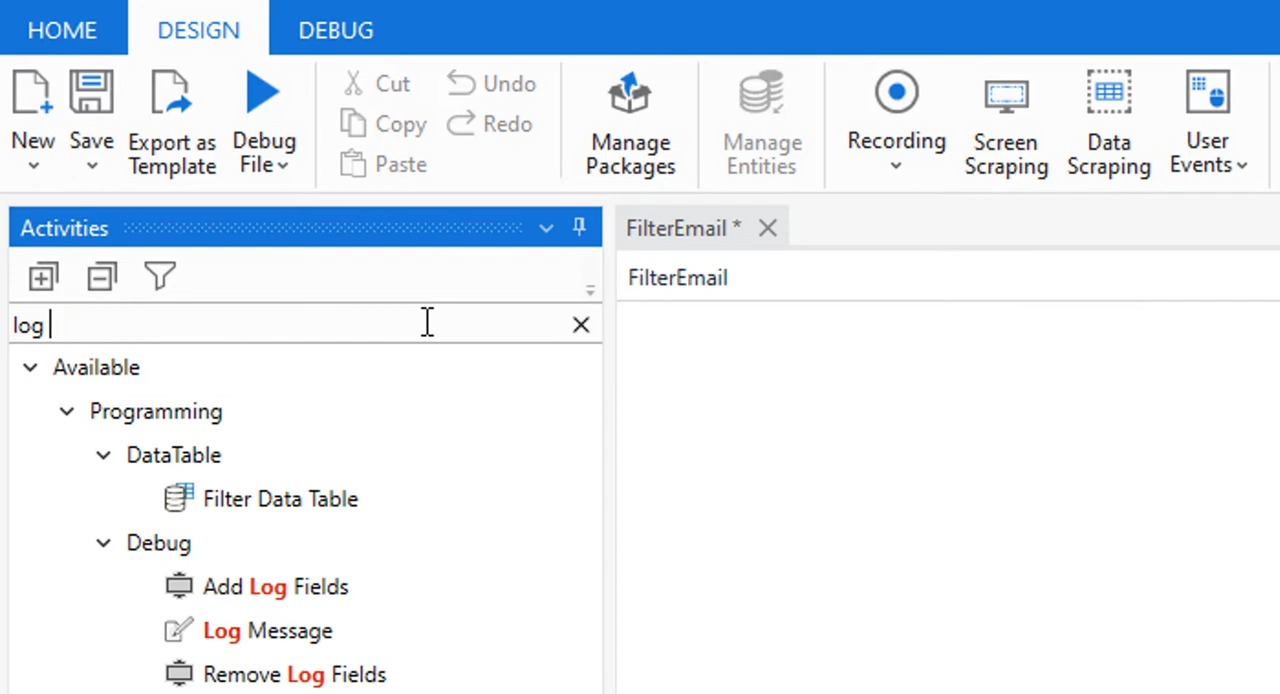 HOME DESIGN DEBUG
New Save Export as Template Debug File Cut Copy Paste Undo Redo Manage Packages Manage Entities Recording Screen Scraping Data Scraping User Events
Activities
FilterEmail *
FilterEmail
log
Available
Programming
DataTable
Filter Data Table
Debug
Add Log Fields
Log Message
Remove Log Fields